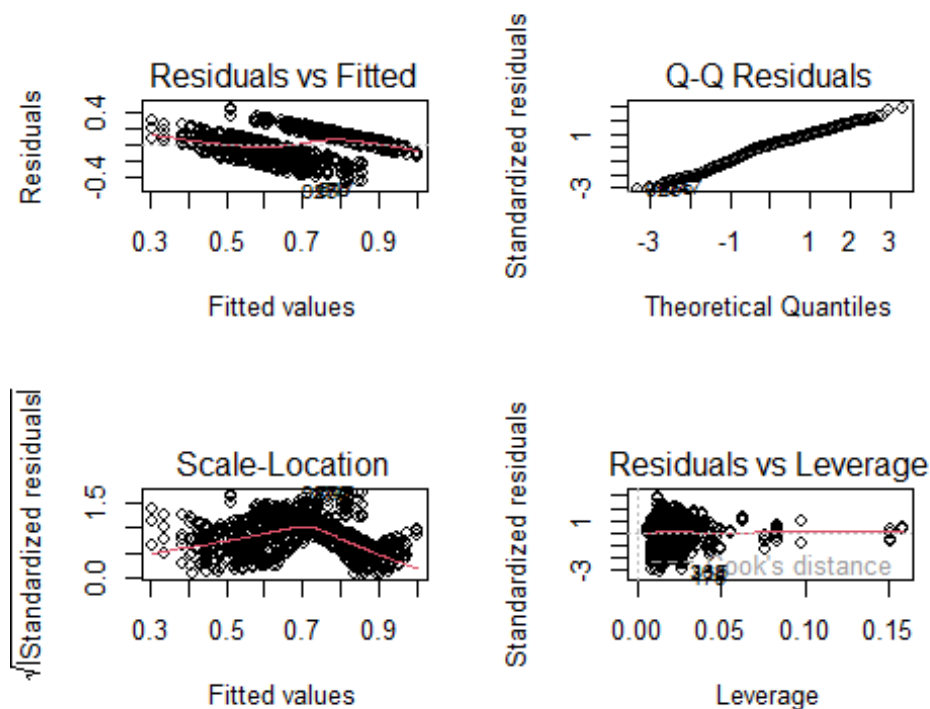 Residuals vs Fitted
Residuals
0.4
-0.4
0.3 0.5 0.7 0.9
Fitted values
Q-Q Residuals
Standardized residuals
1
-3
-3 -1 1 2 3
Theoretical Quantiles
Scale-Location
√|Standardized residuals|
1.5
0.0
0.3 0.5 0.7 0.9
Fitted values
Residuals vs Leverage
Standardized residuals
1
-3
Cook's distance
0.00 0.05 0.10 0.15
Leverage